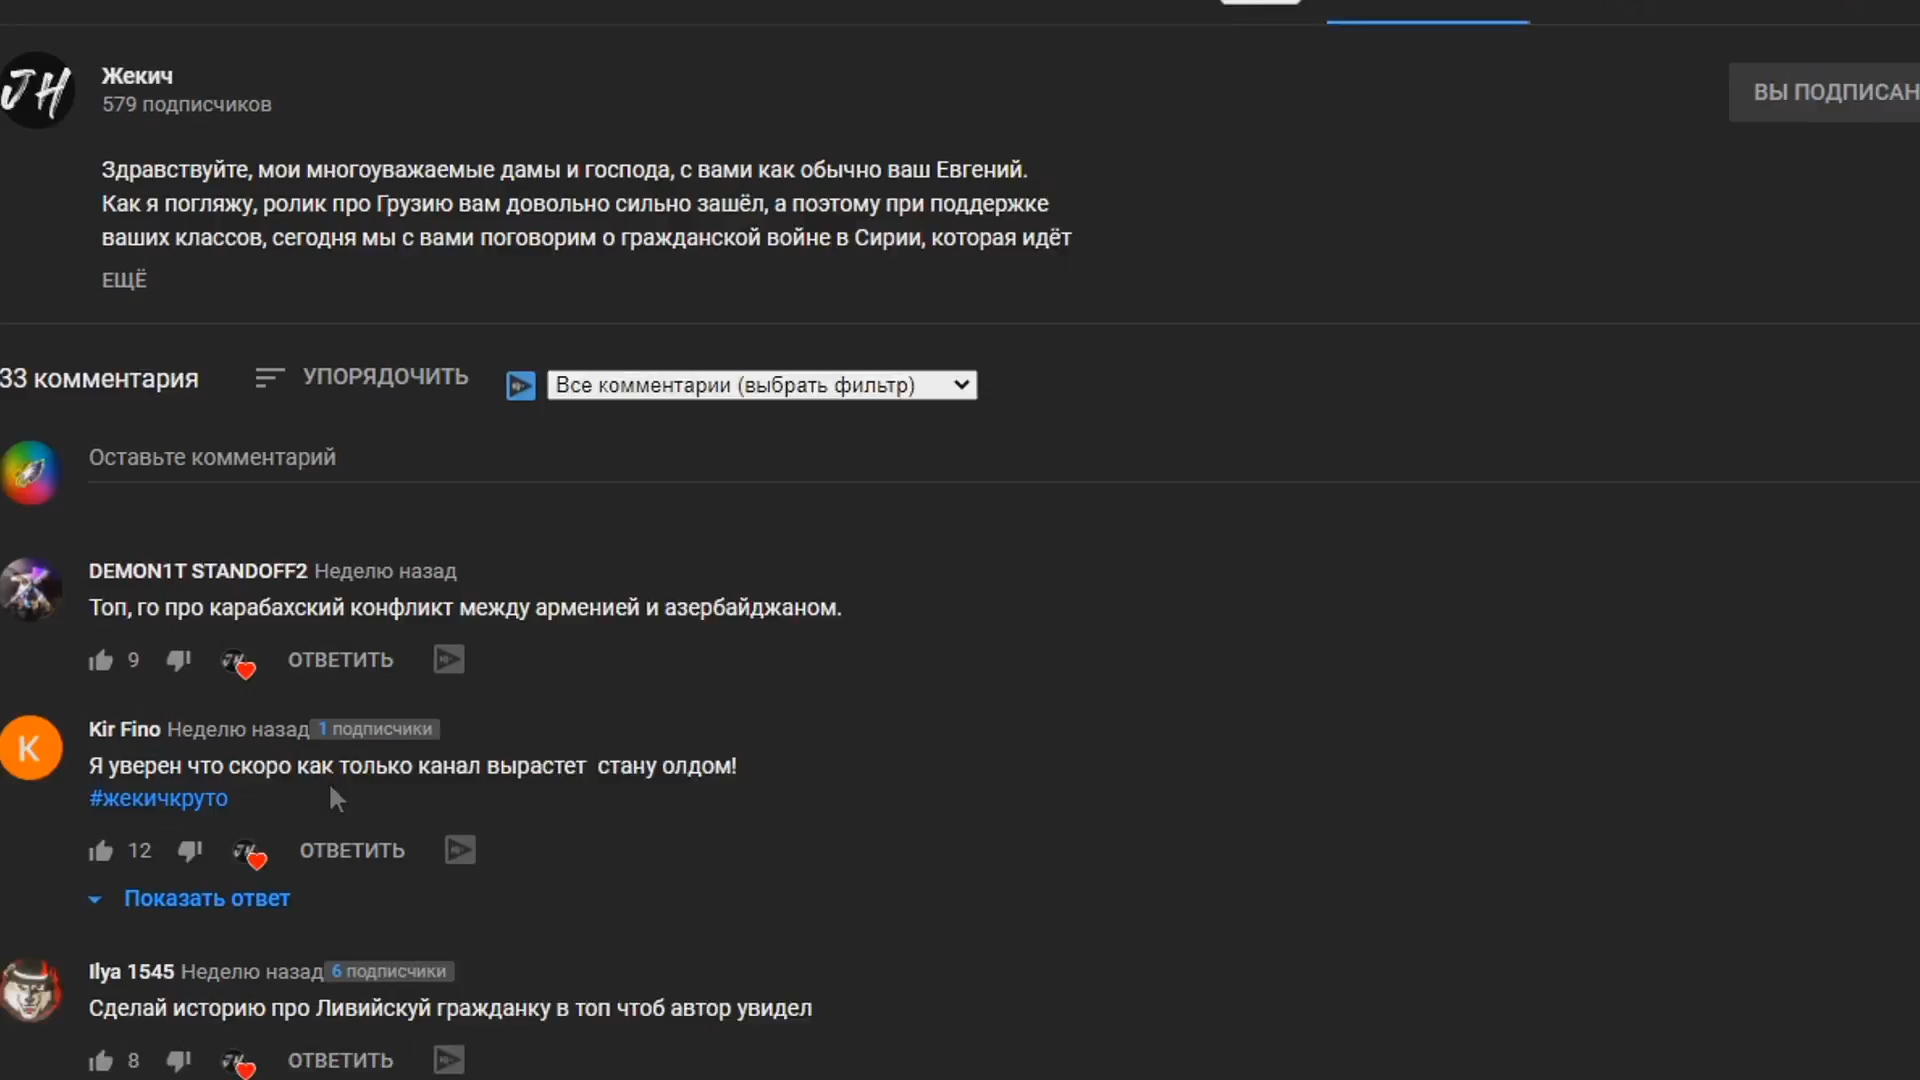 JH
Жекич
579 подписчиков
ВЫ ПОДПИСАН
Здравствуйте, мои многоуважаемые дамы и господа, с вами как обычно ваш Евгений.
Как я погляжу, ролик про Грузию вам довольно сильно зашёл, а поэтому при поддержке
ваших классов, сегодня мы с вами поговорим о гражданской войне в Сирии, которая идёт
ЕЩЁ
33 комментария
УПОРЯДОЧИТЬ
Все комментарии (выбрать фильтр)
Оставьте комментарий
DEMON1T STANDOFF2 Неделю назад
Топ, го про карабахский конфликт между арменией и азербайджаном.
9 ОТВЕТИТЬ
Kir Fino Неделю назад 1 подписчики
K
Я уверен что скоро как только канал вырастет стану олдом!
#жекичкруто
12 ОТВЕТИТЬ
Показать ответ
Ilya 1545 Неделю назад 6 подписчики
Сделай историю про Ливийскуй гражданку в топ чтоб автор увидел
8 ОТВЕТИТЬ